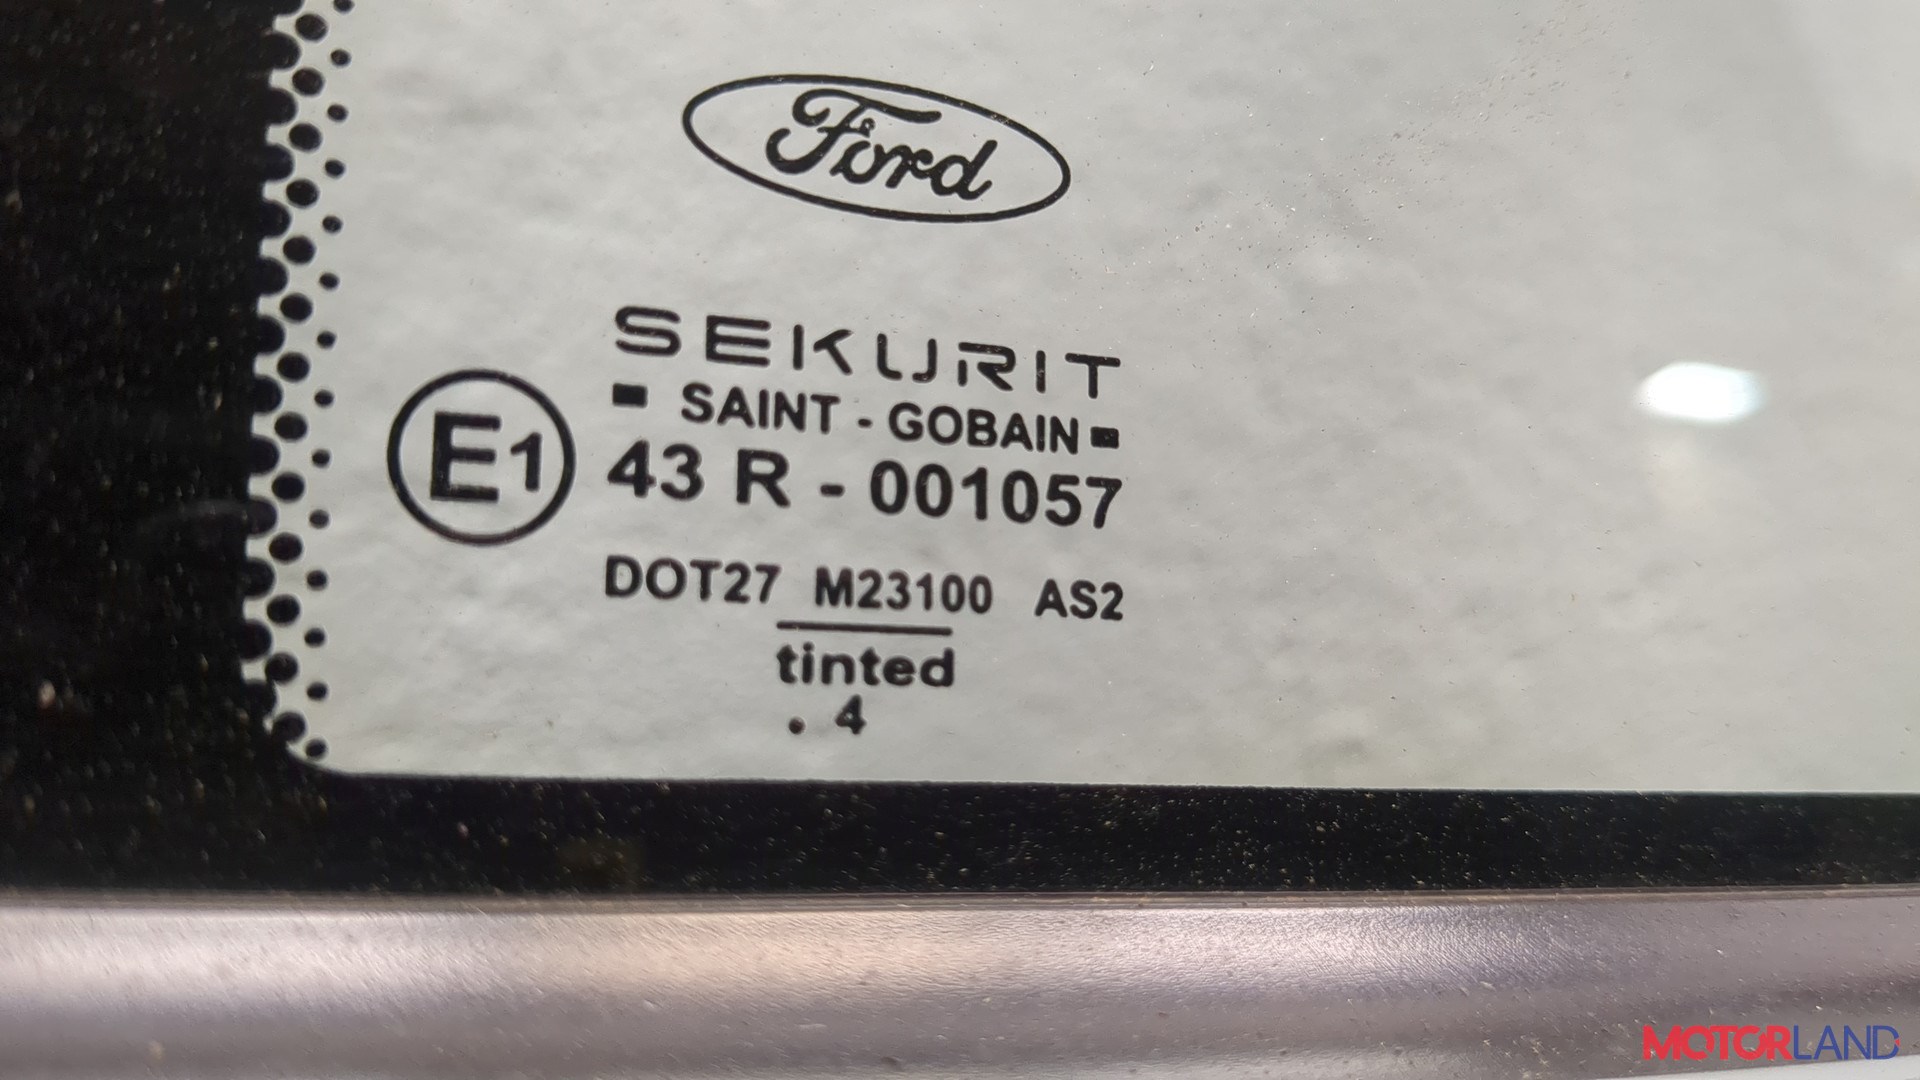 Ford
SEKURIT
SAINT - GOBAIN
E1
43 R - 001057
DOT27 M23100 AS2
tinted
. 4
MOTORLAND